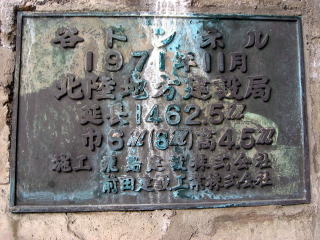 谷トンネル
1971年11月
北陸地方建設局
延長1462.5m
巾6m(8m)高4.5m
施工 鹿島建設株式会社
前田建設工業株式会社